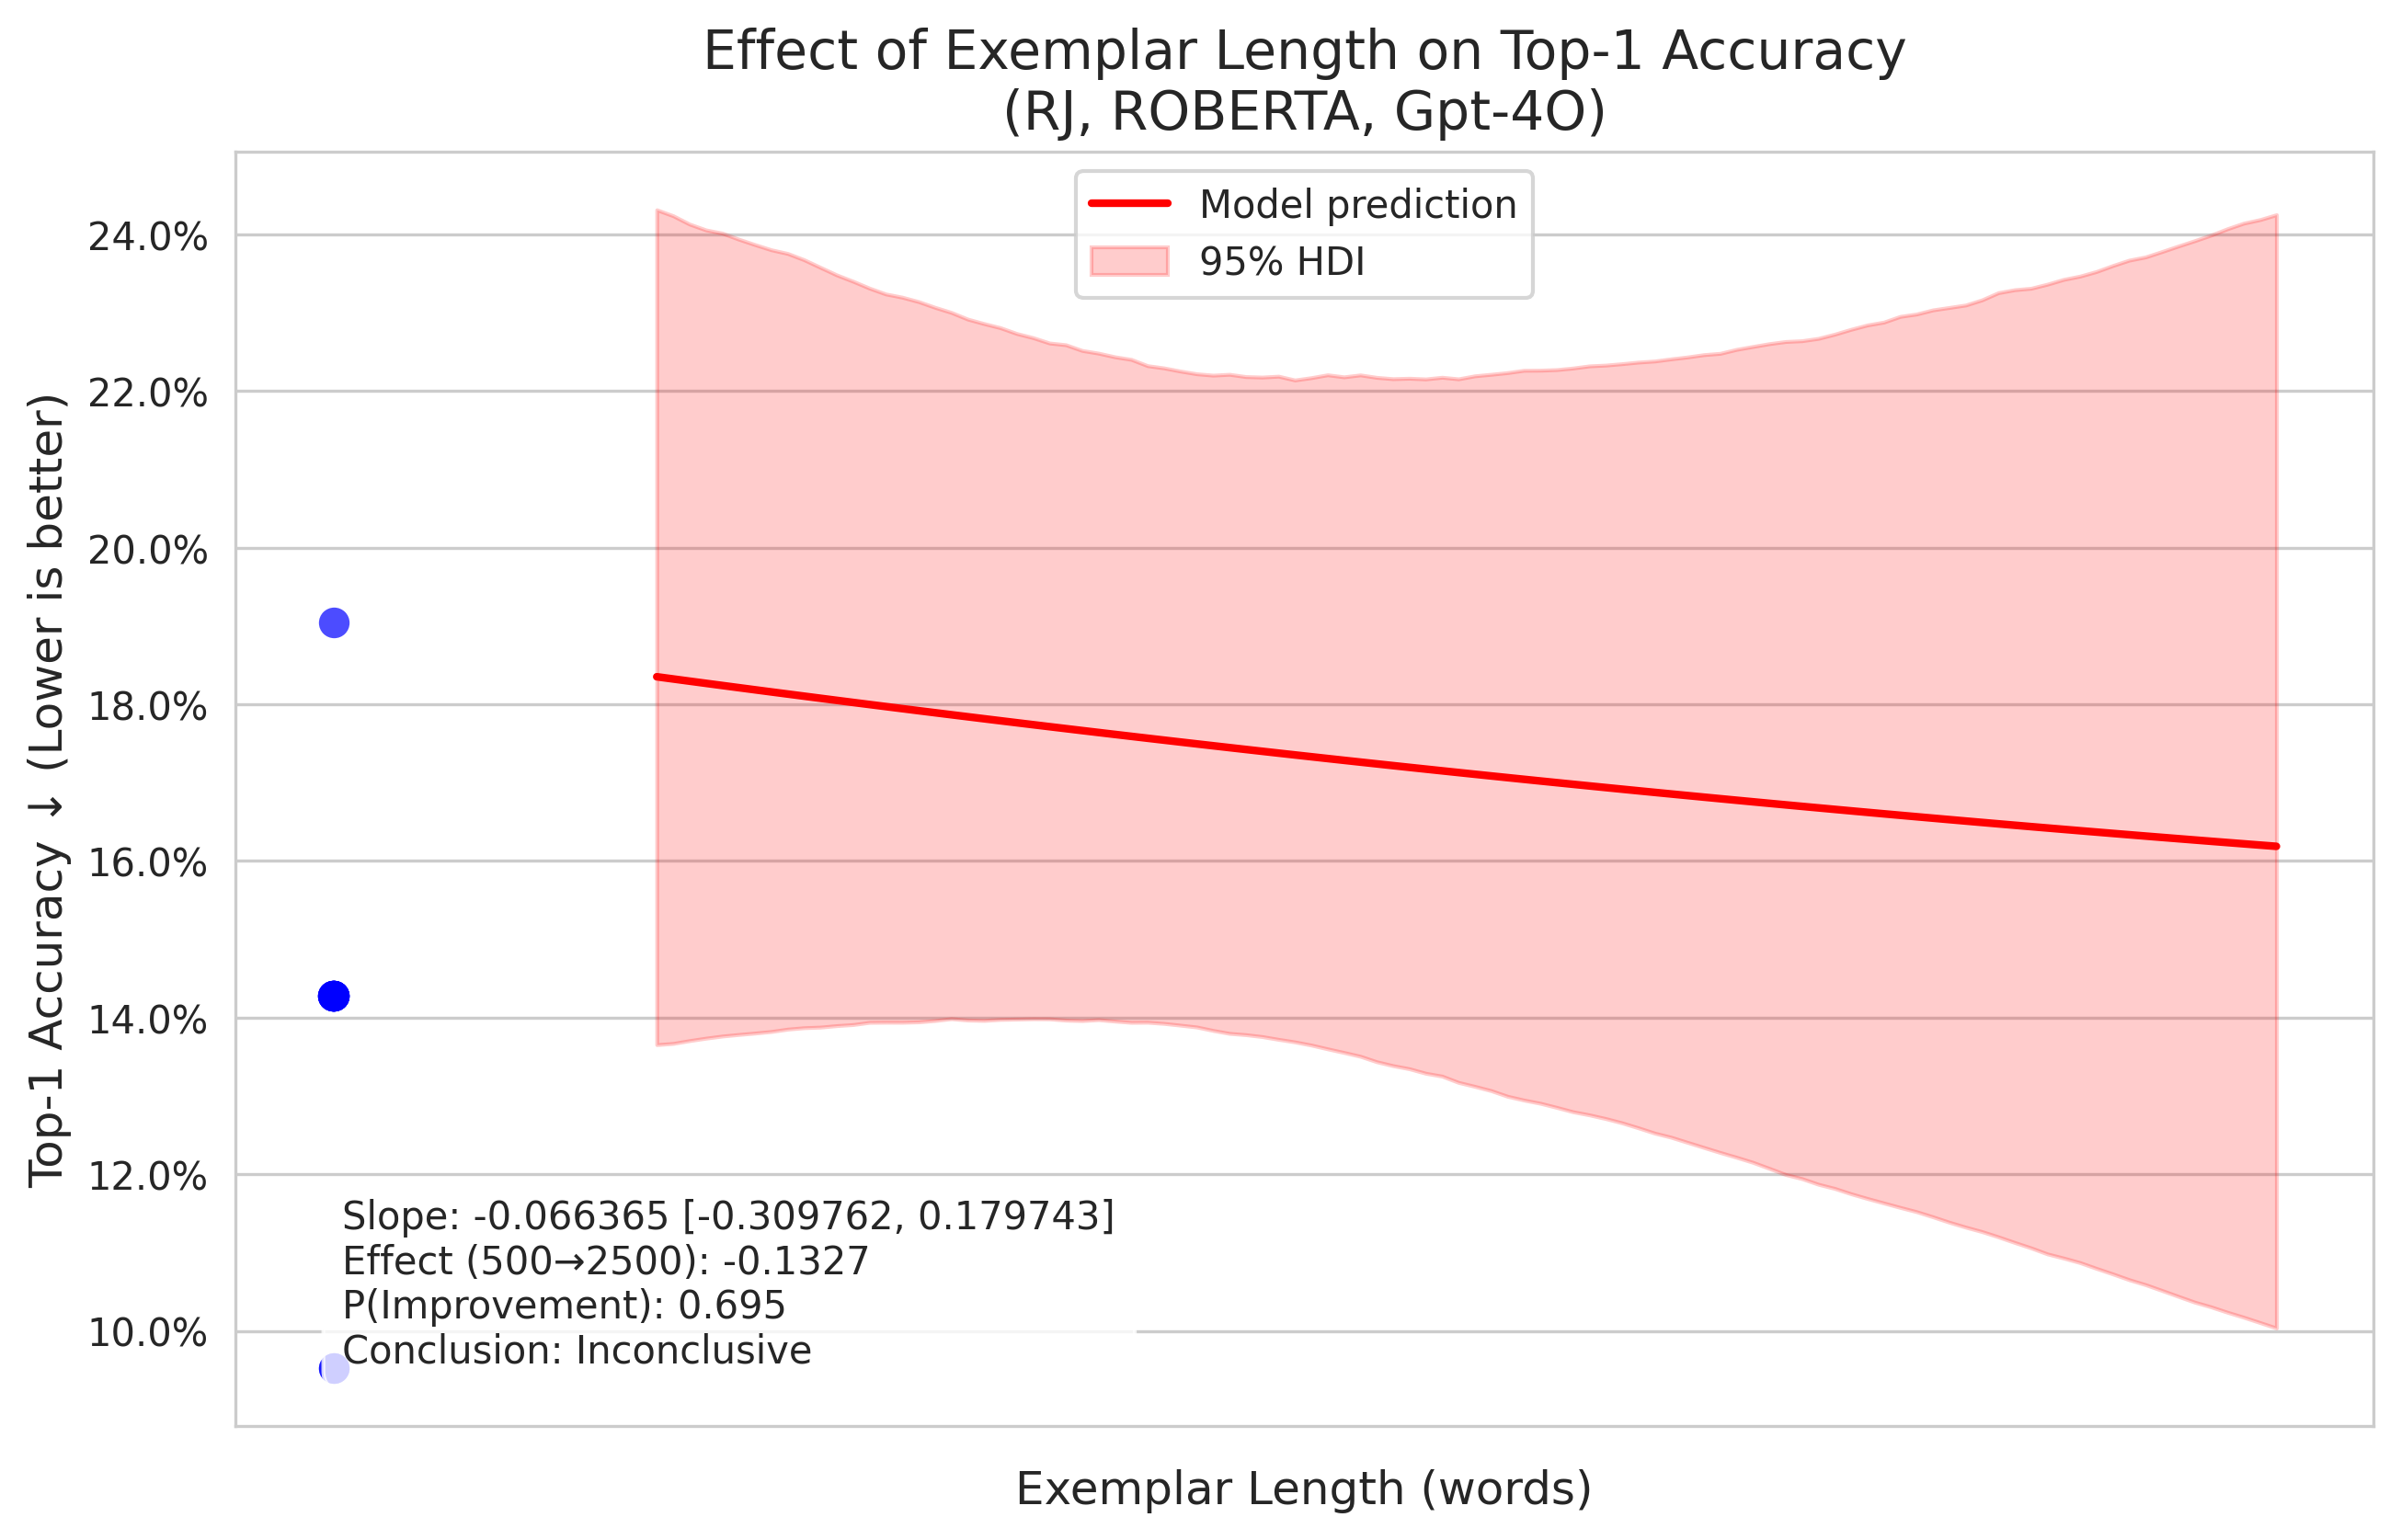 Effect of Exemplar Length on Top-1 Accuracy
(RJ, ROBERTA, Gpt-4O)
Model prediction
95% HDI
24.0%
22.0%
20.0%
18.0%
16.0%
14.0%
12.0%
10.0%
Top-1 Accuracy ↓ (Lower is better)
Slope: -0.066365 [-0.309762, 0.179743]
Effect (500→2500): -0.1327
P(Improvement): 0.695
Conclusion: Inconclusive
Exemplar Length (words)